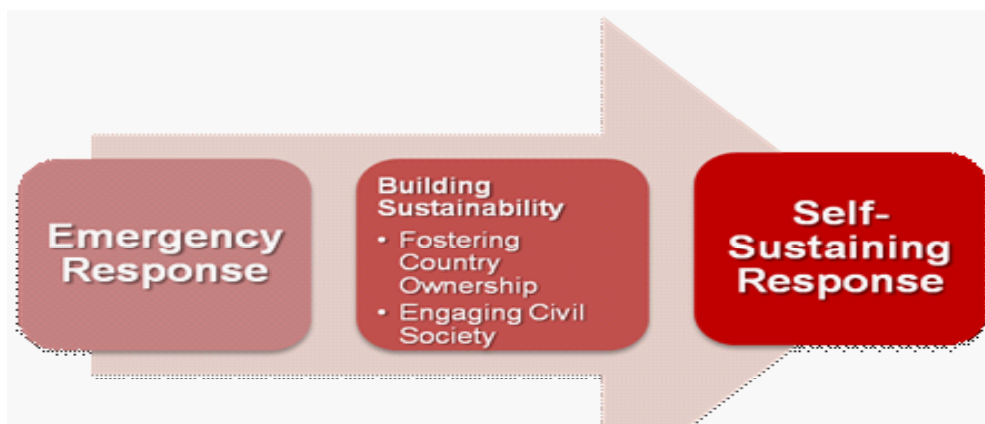 Emergency
Response
Building
Sustainability
• Fostering
Country
Ownership
• Engaging Civil
Society
Self-
Sustaining
Response